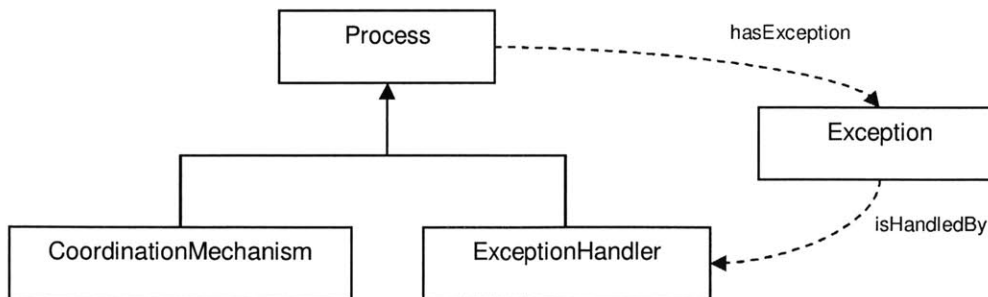 Process
hasException
Exception
isHandledBy
CoordinationMechanism
ExceptionHandler